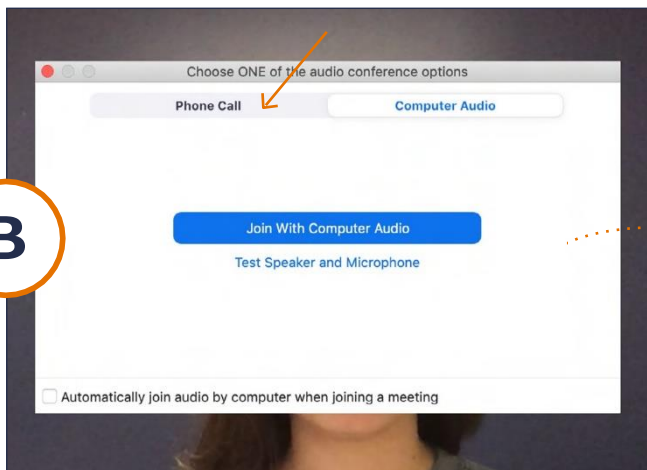 Choose ONE of the audio conference options
Phone Call Computer Audio
B
Join With Computer Audio
Test Speaker and Microphone
Automatically join audio by computer when joining a meeting